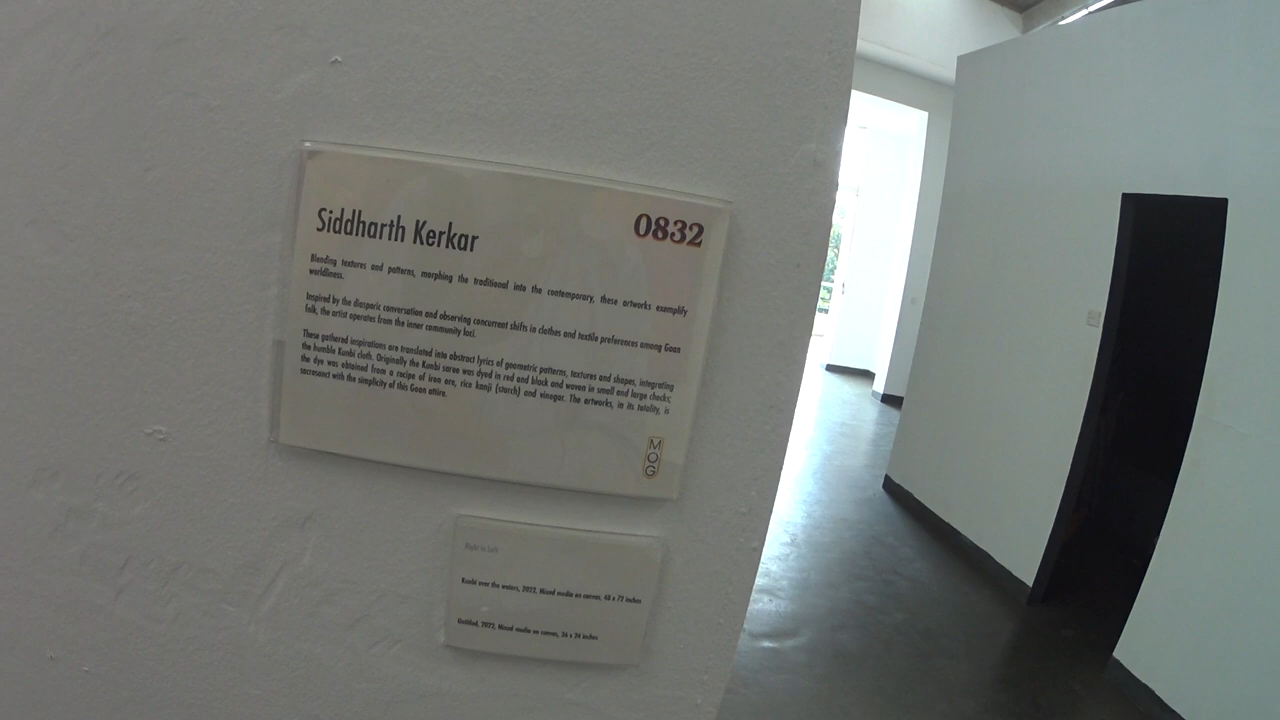 Siddharth Kerkar
0832
Blending textures and patterns, morphing the traditional into the contemporary, these artworks exemplify
worldliness.
Inspired by the diasporic conversation and observing concurrent shifts in clothes and textile preferences among Goan
folk, the artist operates from the inner community loci.
These gathered inspirations are translated into abstract lyrics of geometric patterns, textures and shapes, integrating
the humble Kunbi cloth. Originally the Kunbi saree was dyed in red and black and woven in small and large checks;
the dye was obtained from a recipe of iron ore, rice kanji (starch) and vinegar. The artworks, in its totality, is
sacrosanct with the simplicity of this Goan attire.
MOG
Right to Left
Kunbi over the waters, 2022, Mixed media on canvas, 48 x 72 inches
Untitled, 2022, Mixed media on canvas, 36 x 24 inches